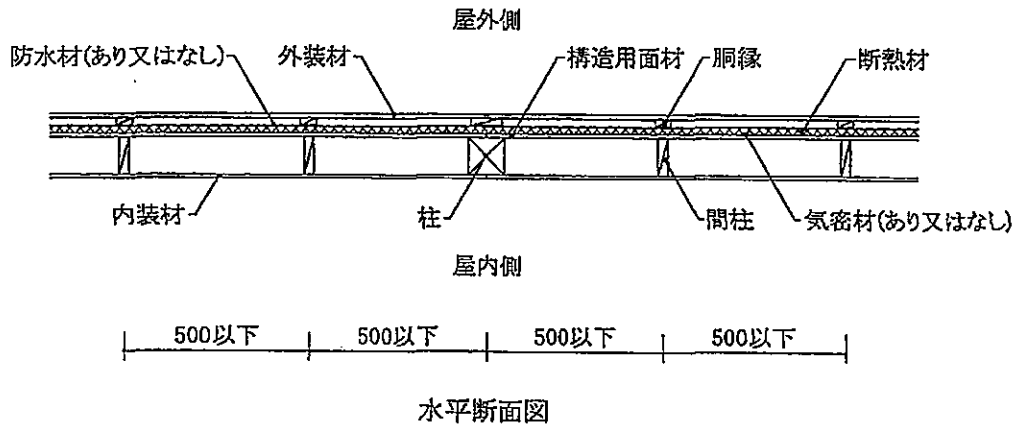 屋外側
防水材(あり又はなし) 外装材 構造用面材 胴縁 断熱材
内装材 柱 間柱 気密材(あり又はなし)
屋内側
500以下 500以下 500以下 500以下
水平断面図